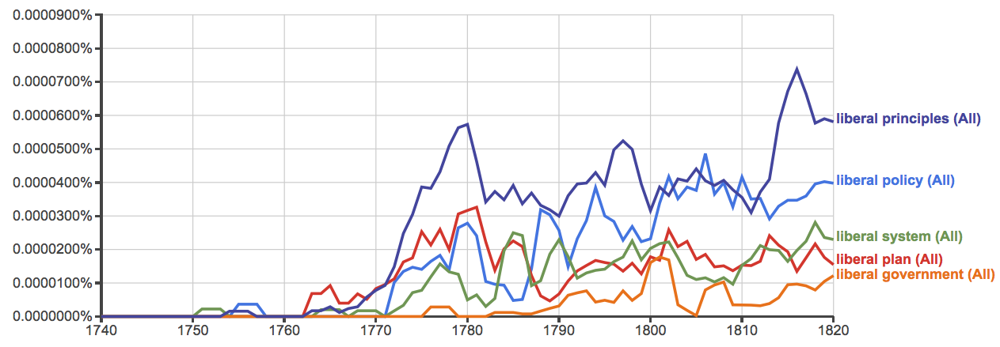 0.0000900%
0.0000800%
0.0000700%
0.0000600%
liberal principles (All)
0.0000500%
0.0000400%
liberal policy (All)
0.0000300%
liberal system (All)
0.0000200%
liberal plan (All)
liberal government (All)
0.0000100%
0.0000000%
1740 1750 1760 1770 1780 1790 1800 1810 1820